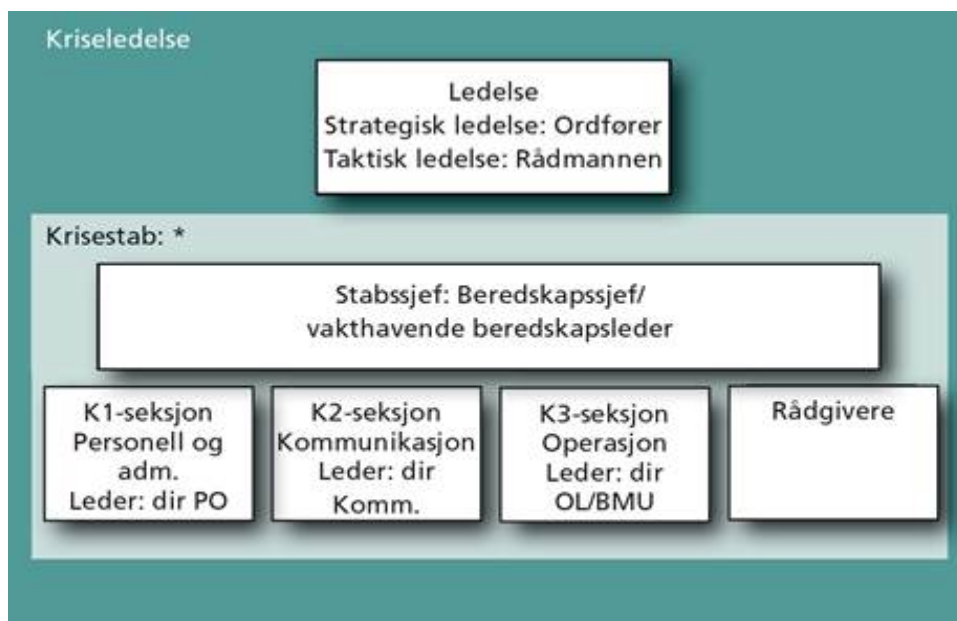 Kriseledelse
Ledelse
Strategisk ledelse: Ordfører
Taktisk ledelse: Rådmannen
Krisestab: *
Stabssjef: Beredskapssjef/
vakthavende beredskapsleder
K1-seksjon
Personell og
adm.
Leder: dir PO
K2-seksjon
Kommunikasjon
Leder: dir
Komm.
K3-seksjon
Operasjon
Leder: dir
OL/BMU
Rådgivere